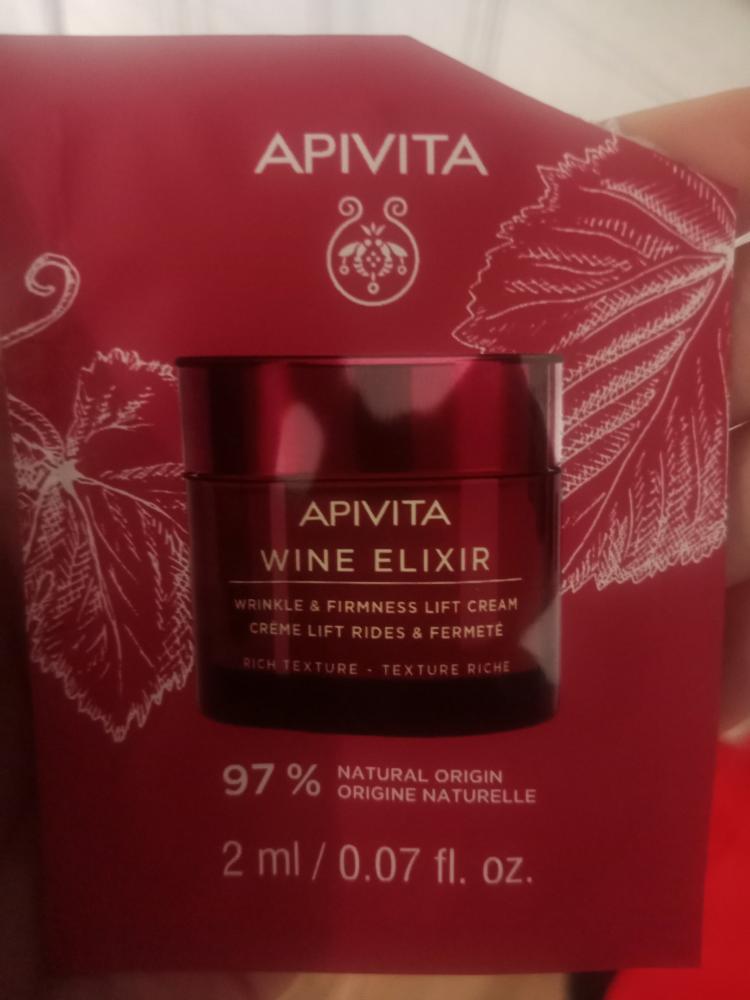 APIVITA
APIVITA
WINE ELIXIR
WRINKLE & FIRMNESS LIFT CREAM
CRÈME LIFT RIDES & FERMETÉ
RICH TEXTURE - TEXTURE RICHE
97 % NATURAL ORIGIN
ORIGINE NATURELLE
2 ml / 0.07 fl. oz.